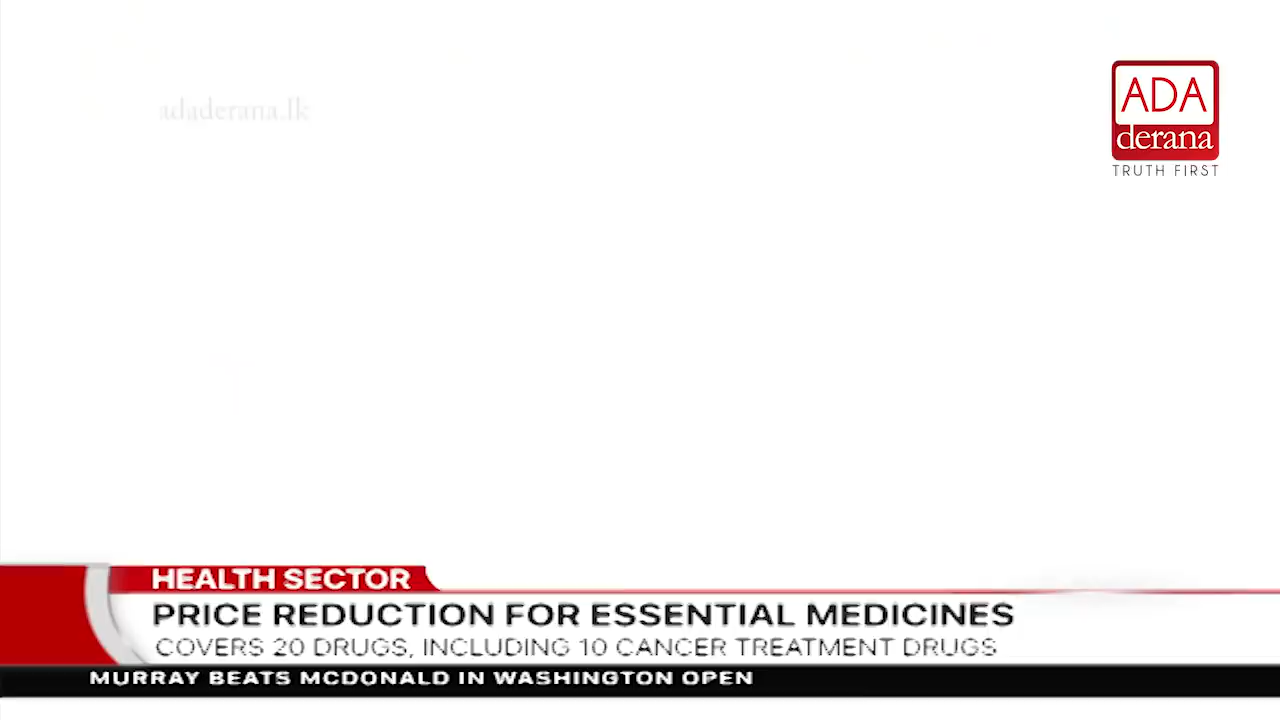 adaderana.lk
ADA
derana
TRUTH FIRST
HEALTH SECTOR
PRICE REDUCTION FOR ESSENTIAL MEDICINES
COVERS 20 DRUGS, INCLUDING 10 CANCER TREATMENT DRUGS
MURRAY BEATS MCDONALD IN WASHINGTON OPEN